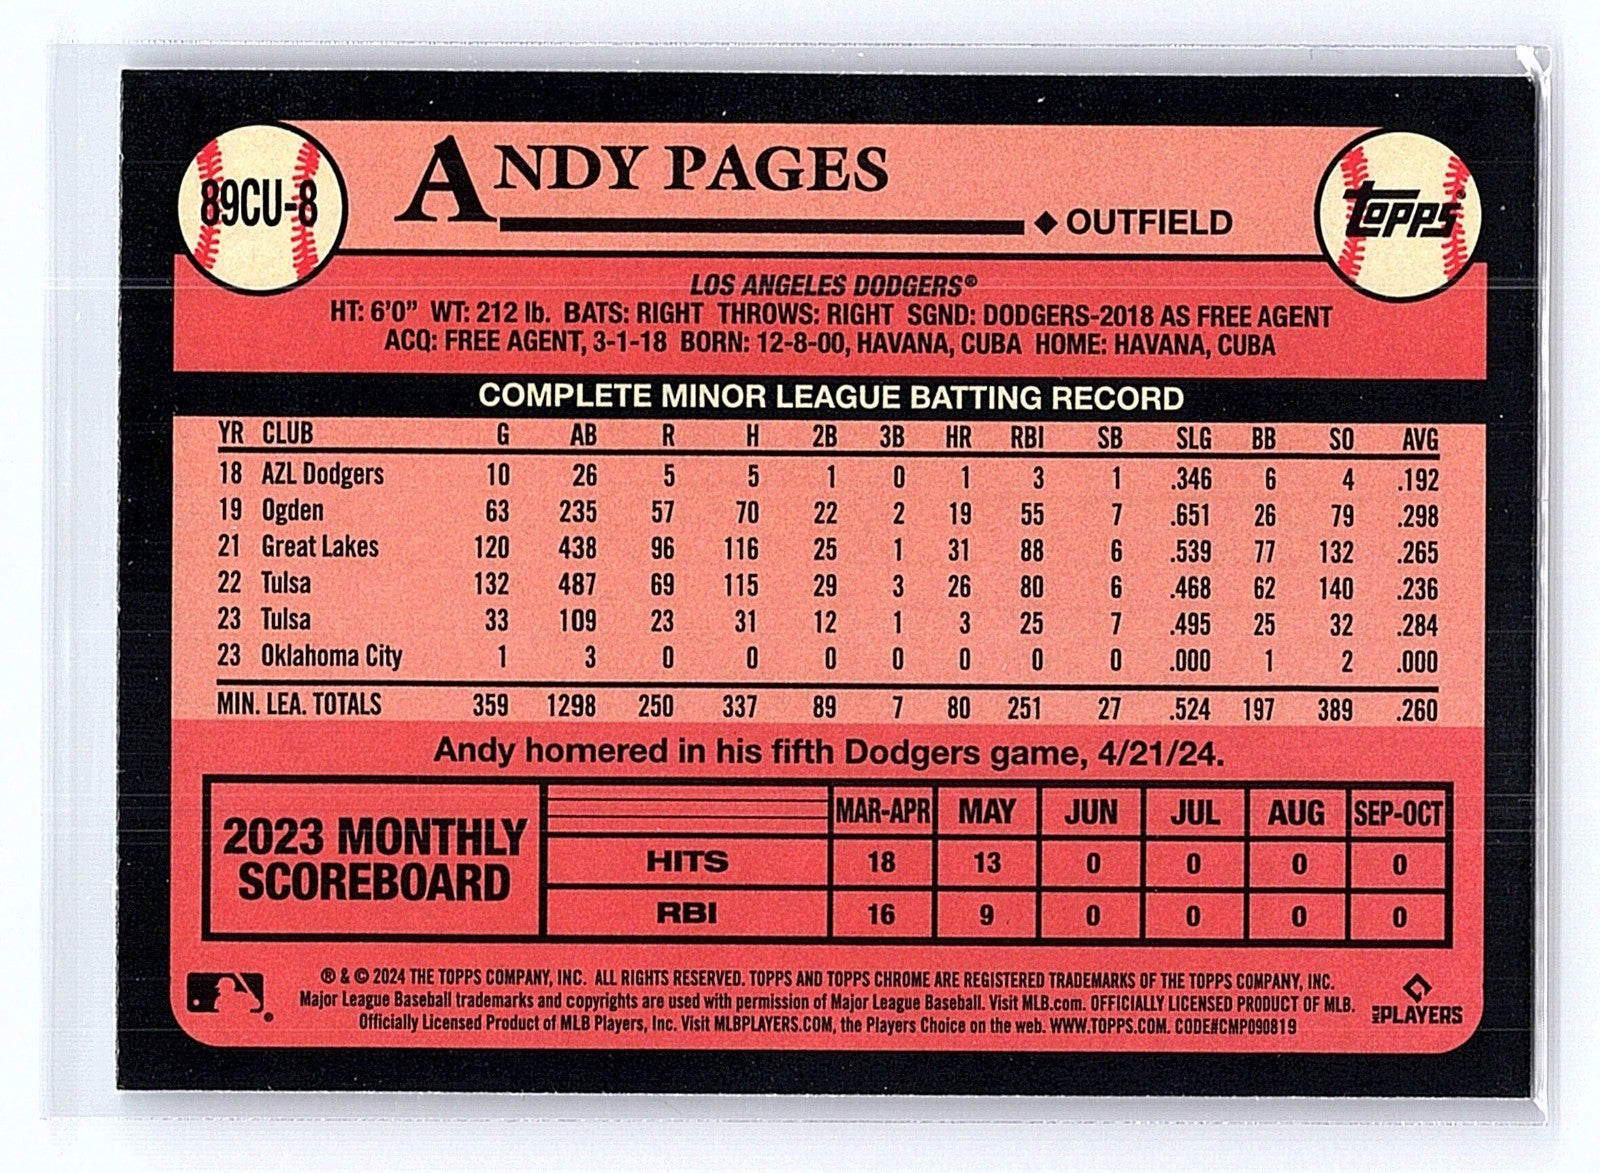 89CU-8
ANDY PAGES
OUTFIELD
topps
LOS ANGELES DODGERS®
HT: 6'0" WT: 212 lb. BATS: RIGHT THROWS: RIGHT SGND: DODGERS-2018 AS FREE AGENT
ACQ: FREE AGENT, 3-1-18 BORN: 12-8-00, HAVANA, CUBA HOME: HAVANA, CUBA
COMPLETE MINOR LEAGUE BATTING RECORD
YR CLUB G AB R H 2B 3B HR RBI SB SLG BB SO AVG
18 AZL Dodgers 10 26 5 5 1 0 1 3 1 .346 6 4 .192
19 Ogden 63 235 57 70 22 2 19 55 7 .651 26 79 .298
21 Great Lakes 120 438 96 116 25 1 31 88 6 .539 77 132 .265
22 Tulsa 132 487 69 115 29 3 26 80 6 .468 62 140 .236
23 Tulsa 33 109 23 31 12 1 3 25 7 .495 25 32 .284
23 Oklahoma City 1 3 0 0 0 0 0 0 0 .000 1 2 .000
MIN. LEA. TOTALS 359 1298 250 337 89 7 80 251 27 .524 197 389 .260
Andy homered in his fifth Dodgers game, 4/21/24.
2023 MONTHLY
SCOREBOARD
MAR-APR MAY JUN JUL AUG SEP-OCT
HITS 18 13 0 0 0 0
RBI 16 9 0 0 0 0
® & © 2024 THE TOPPS COMPANY, INC. ALL RIGHTS RESERVED. TOPPS AND TOPPS CHROME ARE REGISTERED TRADEMARKS OF THE TOPPS COMPANY, INC.
Major League Baseball trademarks and copyrights are used with permission of Major League Baseball. Visit MLB.com. OFFICIALLY LICENSED PRODUCT OF MLB.
Officially Licensed Product of MLB Players, Inc. Visit MLBPLAYERS.COM, the Players Choice on the web. WWW.TOPPS.COM. CODE#CMP090819
MLB PLAYERS